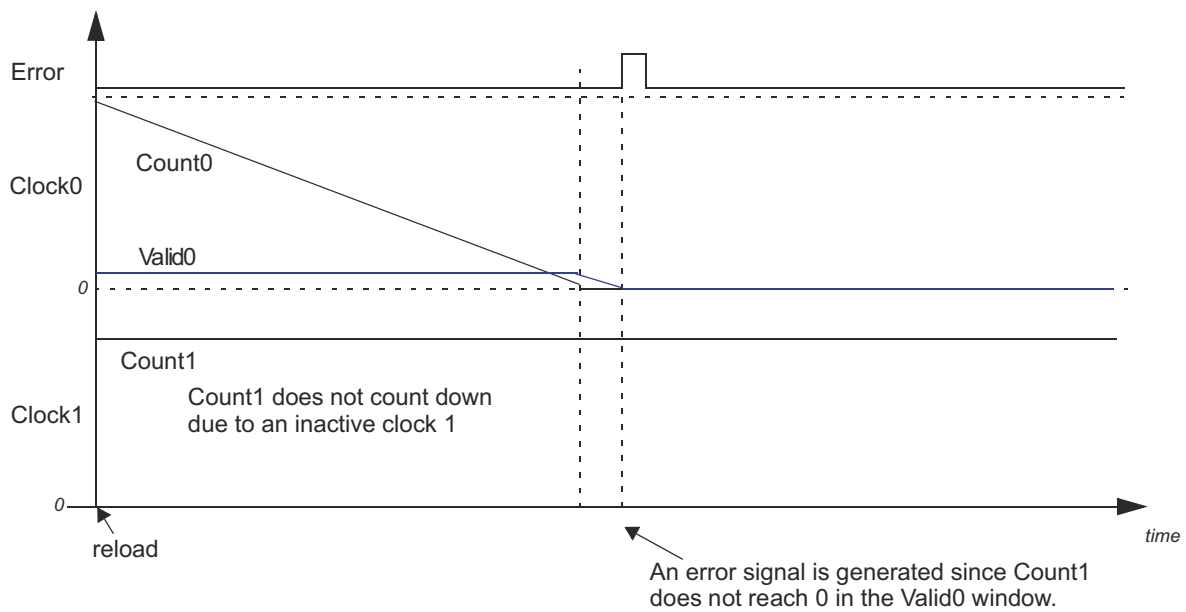 Error
Count0
Clock0
Valid0
0
Count1
Count1 does not count down
due to an inactive clock 1
Clock1
0
reload
time
An error signal is generated since Count1
does not reach 0 in the Valid0 window.